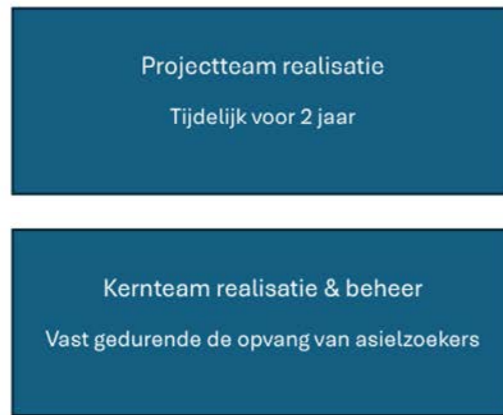 Projectteam realisatie
Tijdelijk voor 2 jaar
Kernteam realisatie & beheer
Vast gedurende de opvang van asielzoekers